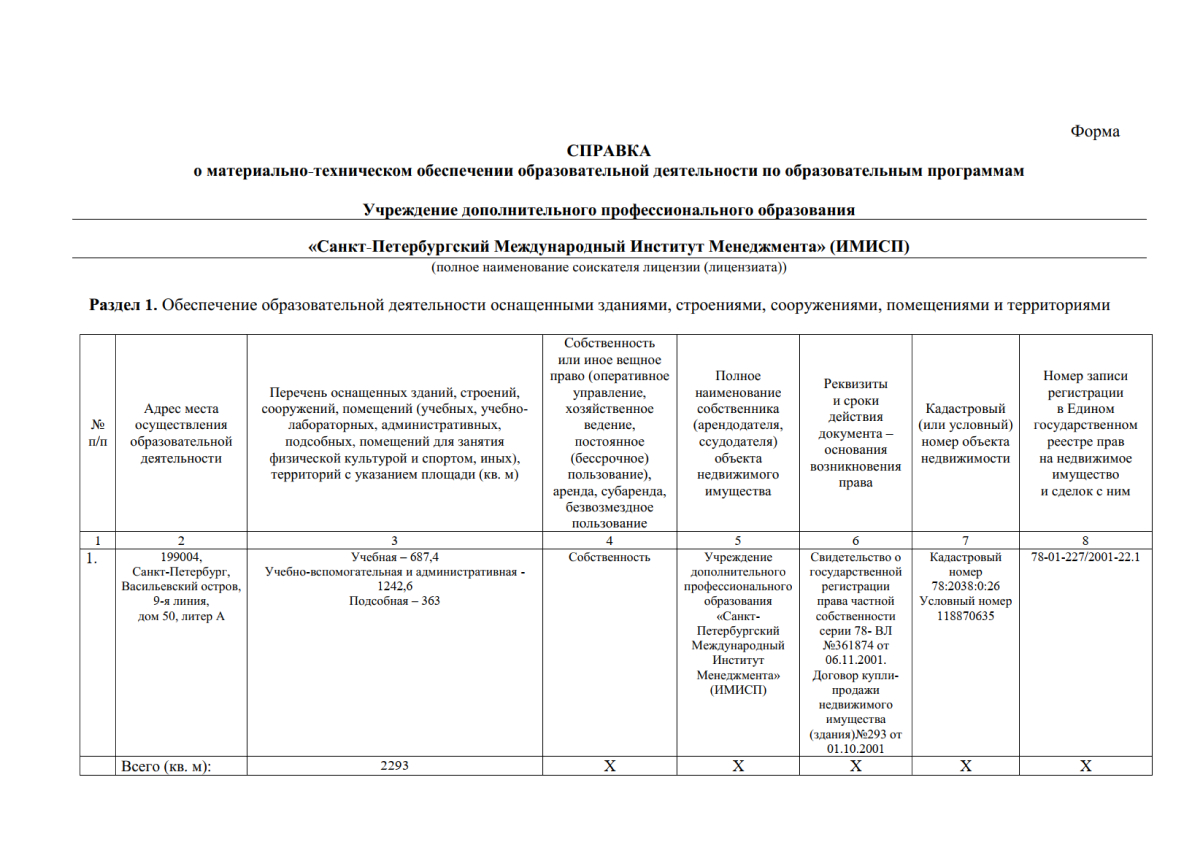 Форма
СПРАВКА
о материально-техническом обеспечении образовательной деятельности по образовательным программам
Учреждение дополнительного профессионального образования
«Санкт-Петербургский Международный Институт Менеджмента» (ИМИСП)
(полное наименование соискателя лицензии (лицензиата))
Раздел 1. Обеспечение образовательной деятельности оснащенными зданиями, строениями, сооружениями, помещениями и территориями
№
п/п
Адрес места
осуществления
образовательной
деятельности
Перечень оснащенных зданий, строений,
сооружений, помещений (учебных, учебно-
лабораторных, административных,
подсобных, помещений для занятия
физической культурой и спортом, иных),
территорий с указанием площади (кв. м)
Собственность
или иное вещное
право (оперативное
управление,
хозяйственное
ведение,
постоянное
(бессрочное)
пользование),
аренда, субаренда,
безвозмездное
пользование
Полное
наименование
собственника
(арендодателя,
ссудодателя)
объекта
недвижимого
имущества
Реквизиты
и сроки
действия
документа –
основания
возникновения
права
Кадастровый
(или условный)
номер объекта
недвижимости
Номер записи
регистрации
в Едином
государственном
реестре прав
на недвижимое
имущество
и сделок с ним
1
2
3
4
5
6
7
8
1.
199004,
Санкт-Петербург,
Васильевский остров,
9-я линия,
дом 50, литер А
Учебная – 687,4
Учебно-вспомогательная и административная -
1242,6
Подсобная – 363
Собственность
Учреждение
дополнительного
профессионального
образования
«Санкт-
Петербургский
Международный
Институт
Менеджмента»
(ИМИСП)
Свидетельство о
государственной
регистрации
права частной
собственности
серии 78- ВЛ
№361874 от
06.11.2001.
Договор купли-
продажи
недвижимого
имущества
(здания)№293 от
01.10.2001
Кадастровый
номер
78:2038:0:26
Условный номер
118870635
78-01-227/2001-22.1
Всего (кв. м):
2293
X
X
X
X
X